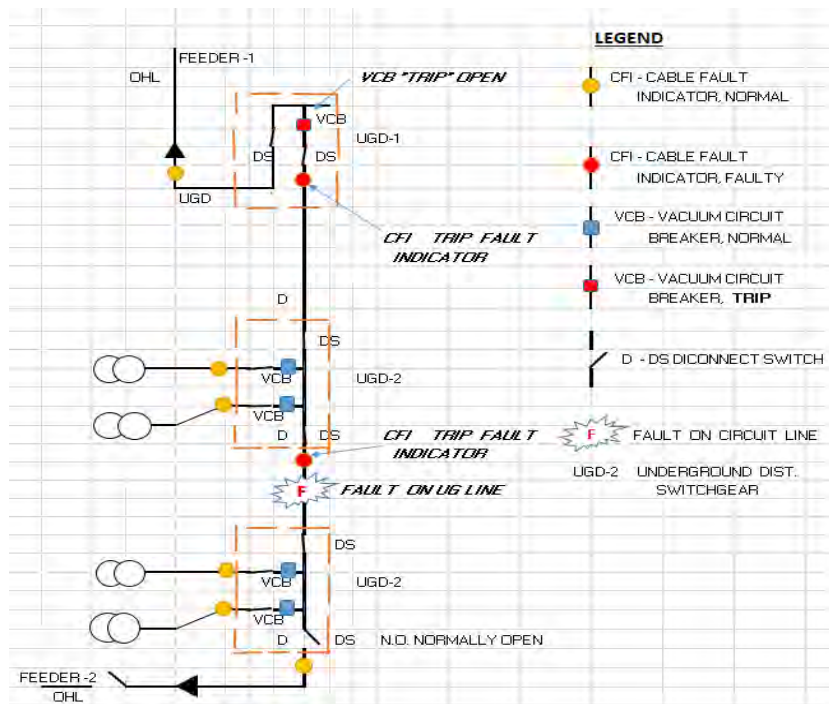 FEEDER -1
OHL
VCB "TRIP" OPEN
VCB
UGD-1
DS
DS
UGD
CFI TRIP FAULT
INDICATOR
D
DS
VCB
UGD-2
VCB
D
DS
CFI TRIP FAULT
INDICATOR
F
FAULT ON UG LINE
DS
VCB
UGD-2
VCB
D
DS
N.O. NORMALLY OPEN
FEEDER -2
OHL
LEGEND
CFI - CABLE FAULT
INDICATOR, NORMAL
CFI - CABLE FAULT
INDICATOR, FAULTY
VCB - VACUUM CIRCUIT
BREAKER, NORMAL
VCB - VACUUM CIRCUIT
BREAKER, TRIP
D - DS DICONNECT SWITCH
F
FAULT ON CIRCUIT LINE
UGD-2 UNDERGROUND DIST.
SWITCHGEAR